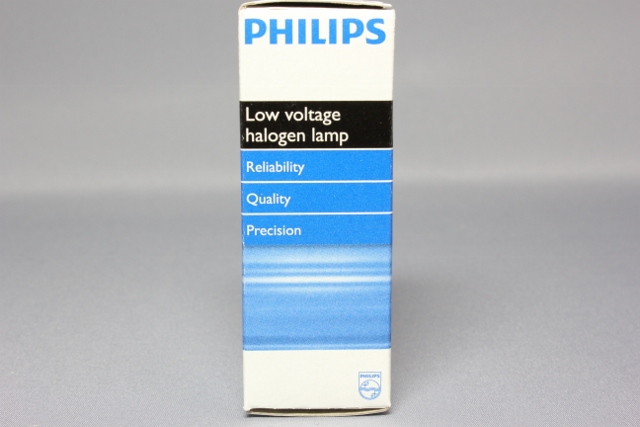 PHILIPS
Low voltage
halogen lamp
Reliability
Quality
Precision
PHILIPS